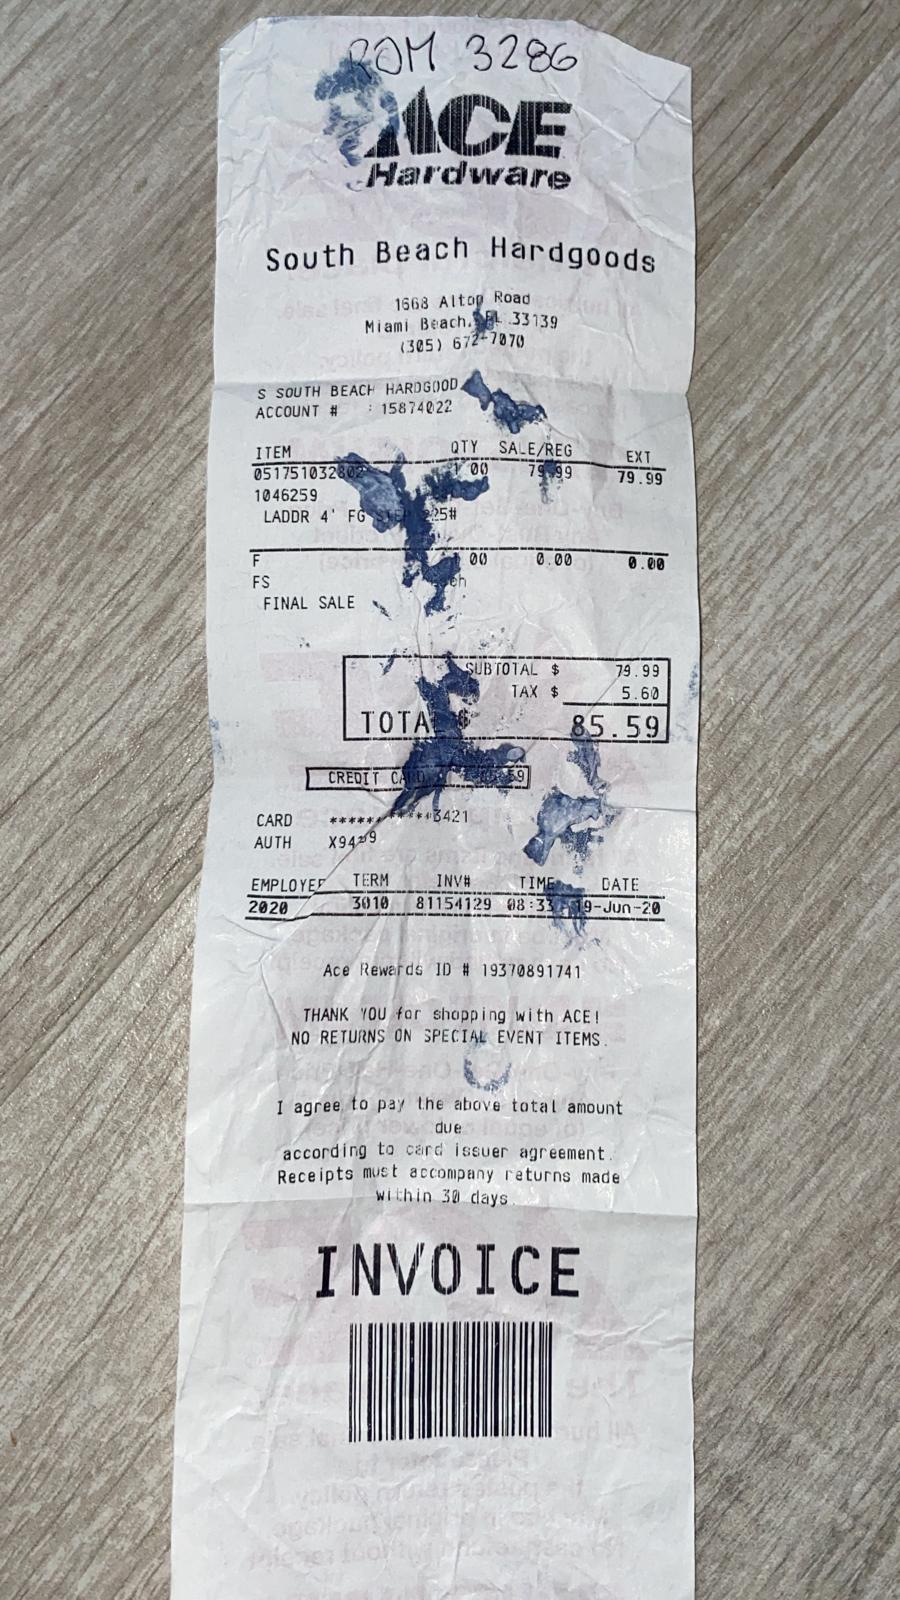 ROM 3286
ACE
Hardware
South Beach Hardgoods
1668 Alton Road
Miami Beach, FL 33139
(305) 672-7070
S SOUTH BEACH HARDGOOD
ACCOUNT # : 15874022
ITEM QTY SALE/REG EXT
051751032802 1.00 79.99 79.99
1046259
LADDR 4' FG STEP 225#
F 00 0.00 0.00
FS
FINAL SALE
SUBTOTAL $ 79.99
TAX $ 5.60
TOTAL $ 85.59
CREDIT CARD 85.59
CARD 3421
AUTH
EMPLOYEE TERM INV# TIME DATE
2020 3010 81154129 08:33 19-Jun-20
Ace Rewards ID # 19370891741
THANK YOU for shopping with ACE!
NO RETURNS ON SPECIAL EVENT ITEMS.
I agree to pay the above total amount
due
according to card issuer agreement.
Receipts must accompany returns made
within 30 days.
INVOICE